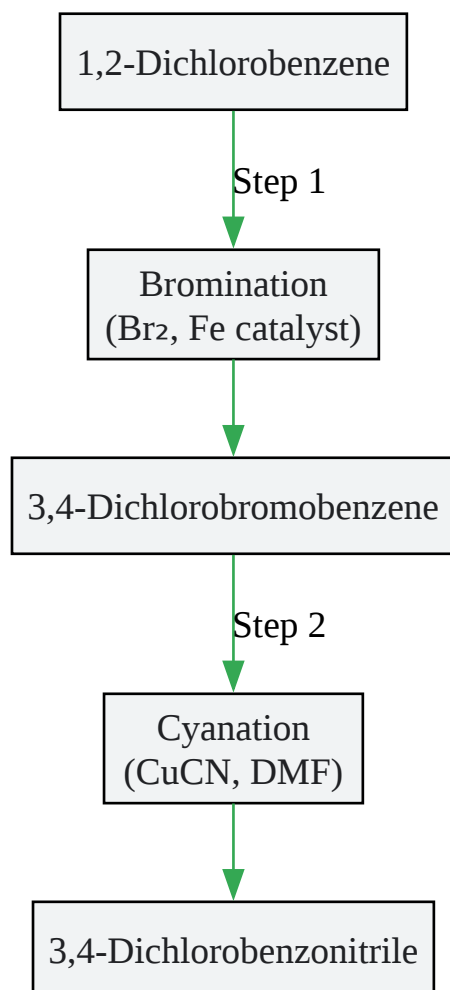 1,2-Dichlorobenzene
Step 1
Bromination
(Br₂, Fe catalyst)
3,4-Dichlorobromobenzene
Step 2
Cyanation
(CuCN, DMF)
3,4-Dichlorobenzonitrile